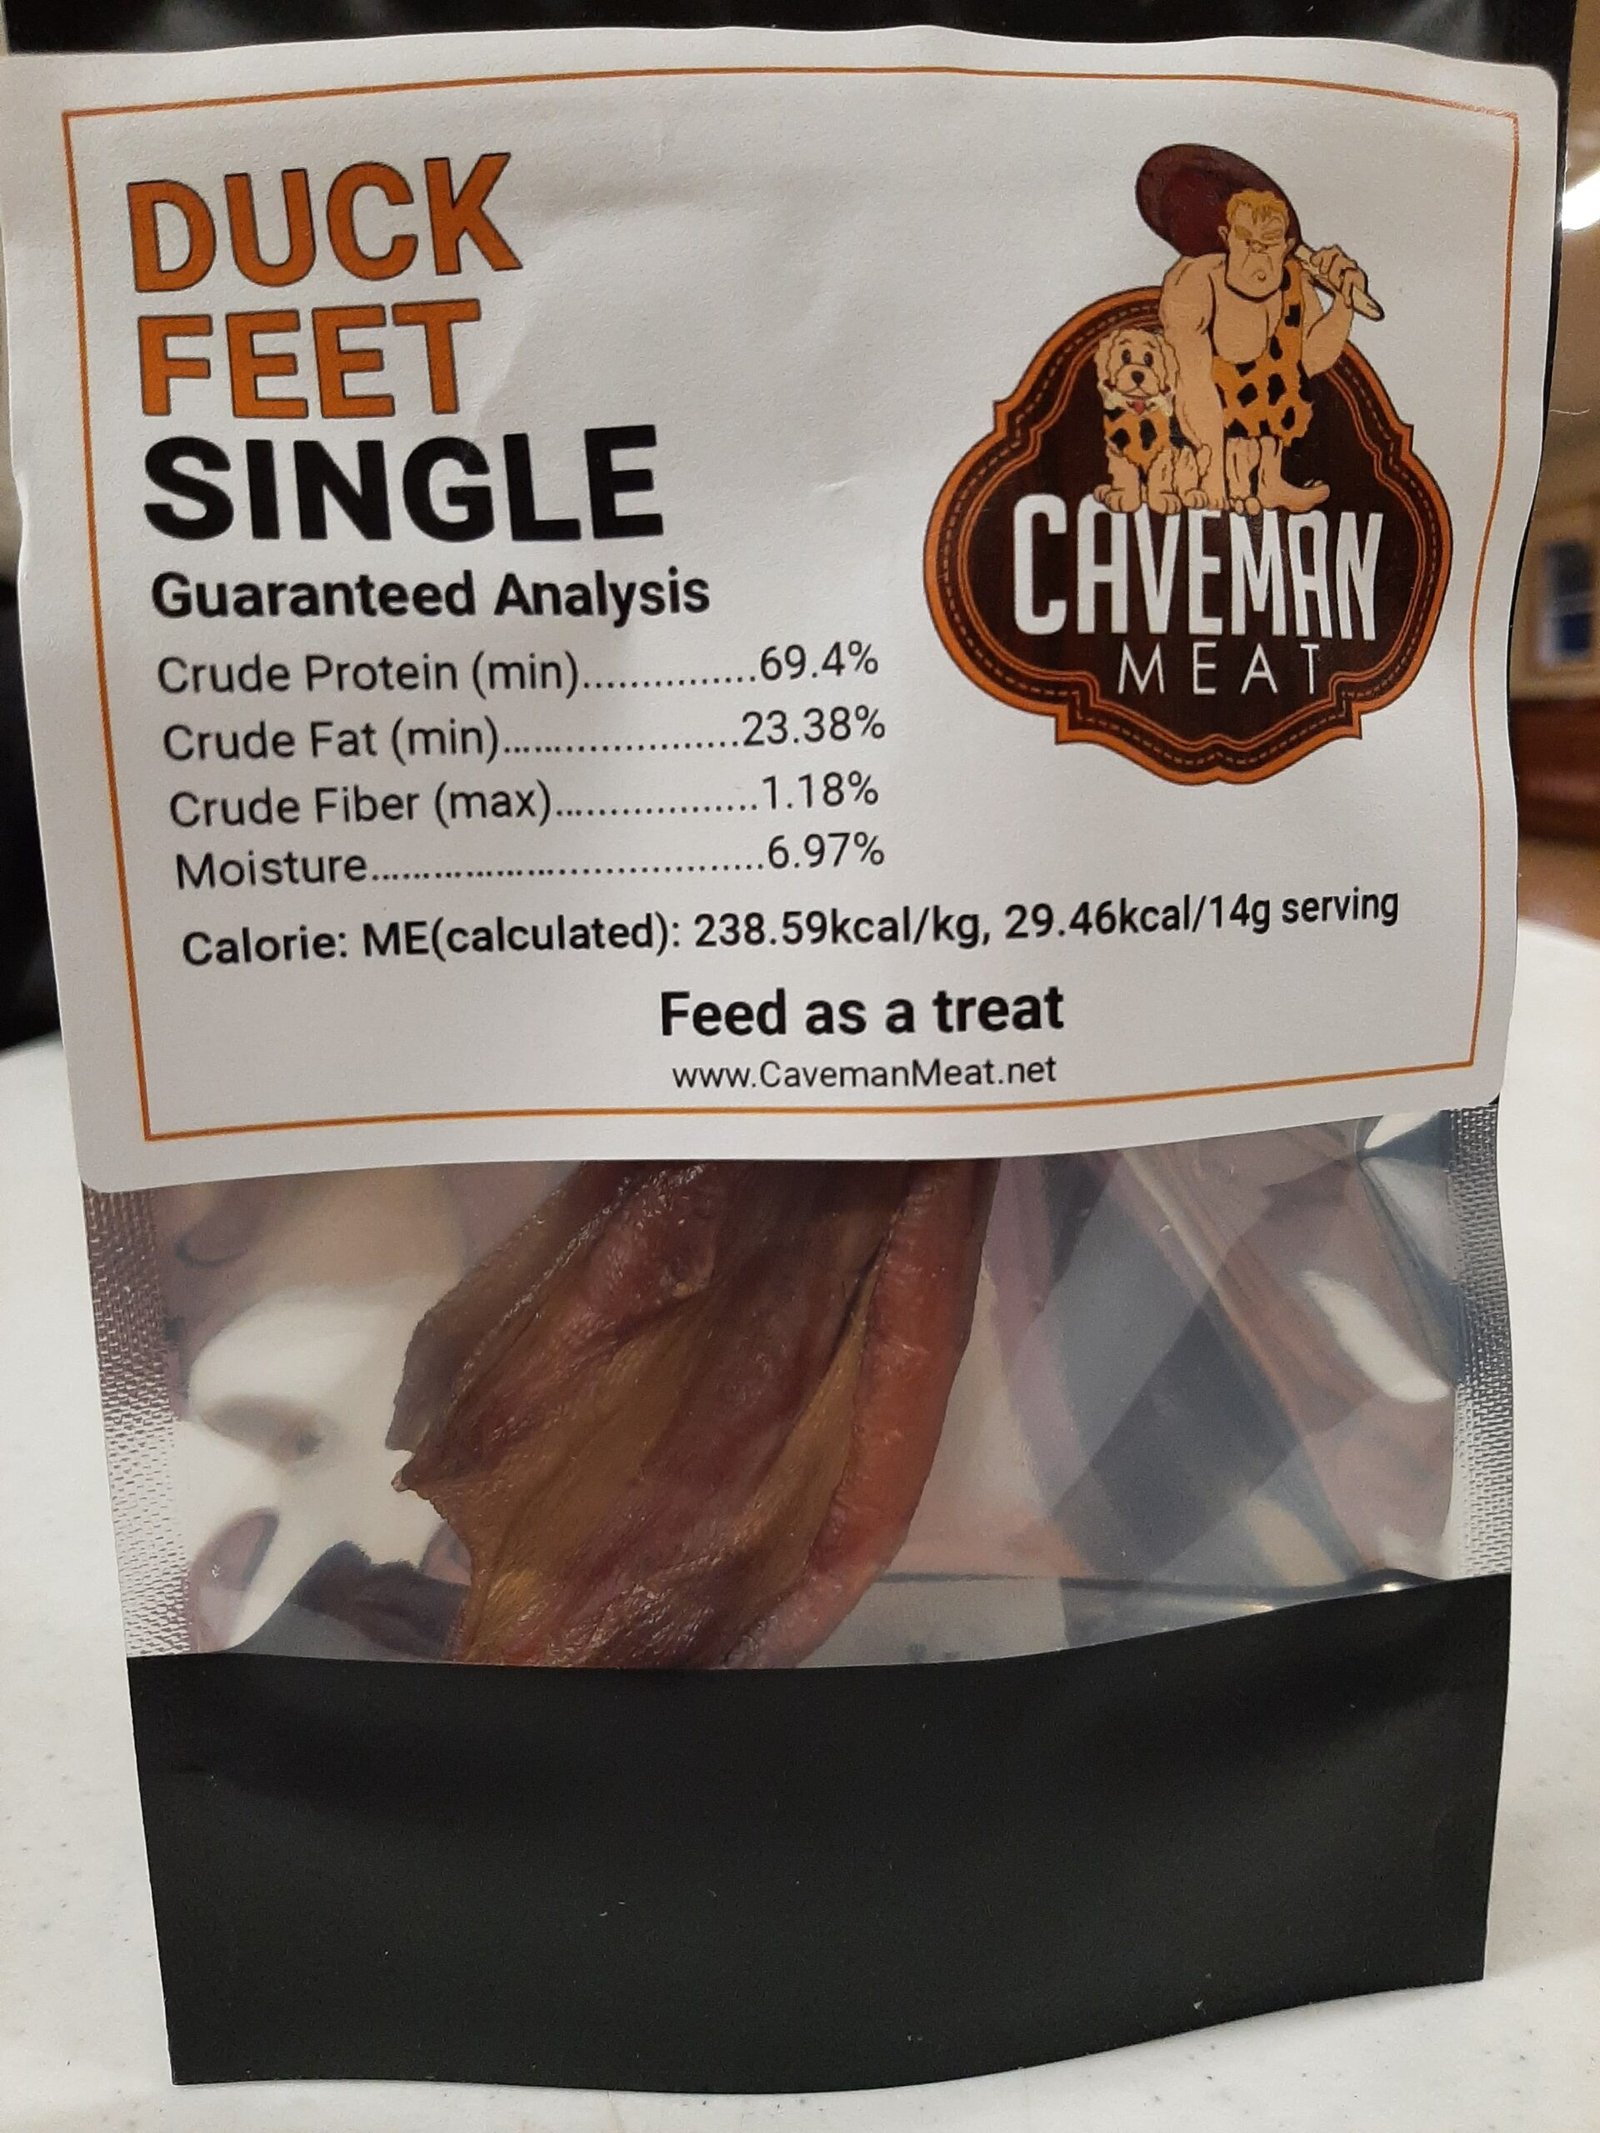 DUCK
FEET
SINGLE
Guaranteed Analysis
Crude Protein (min)...............69.4%
Crude Fat (min)......................23.38%
Crude Fiber (max)..................1.18%
Moisture...................................6.97%
Calorie: ME(calculated): 238.59kcal/kg, 29.46kcal/14g serving
Feed as a treat
www.CavemanMeat.net
CAVEMAN
MEAT